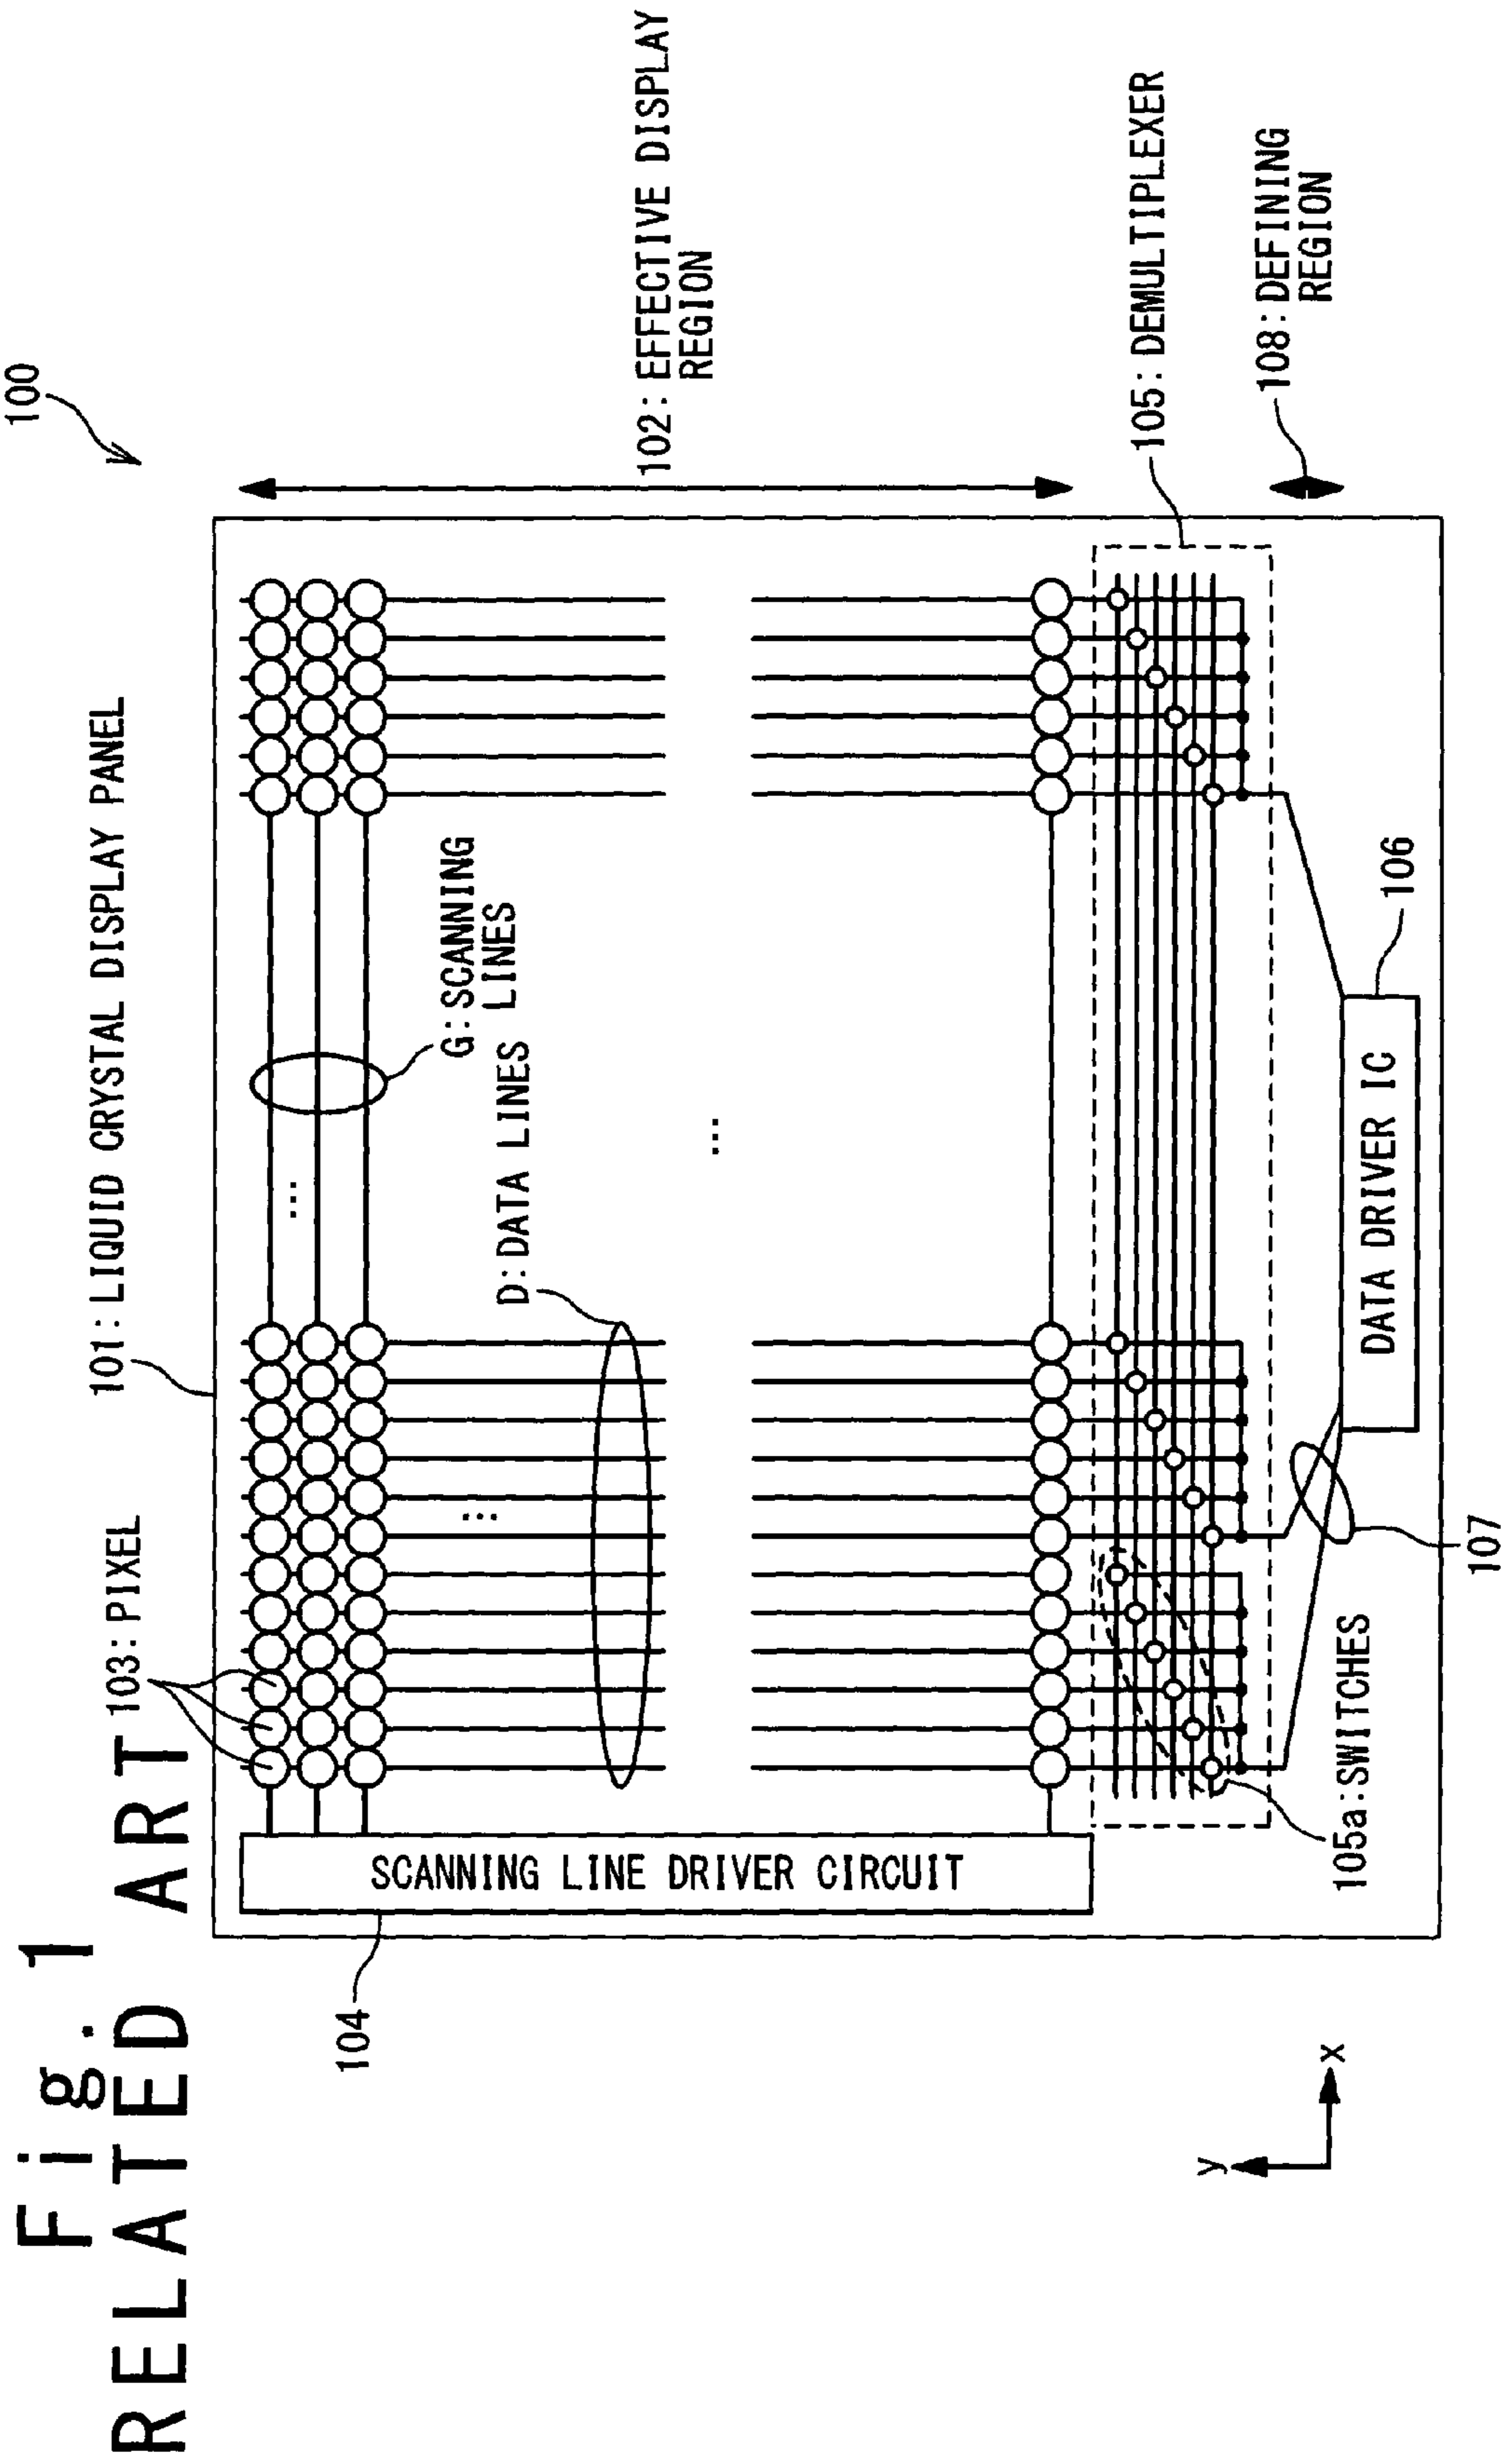 Fig. 1
RELATED ART
100
101:LIQUID CRYSTAL DISPLAY PANEL
103:PIXEL
102:EFFECTIVE DISPLAY
REGION
G:SCANNING
LINES
D:DATA LINES
...
...
...
...
SCANNING LINE DRIVER CIRCUIT
104
105:DEMULTIPLEXER
108:DEFINING
REGION
105a:SWITCHES
DATA DRIVER IC
106
107
y
x